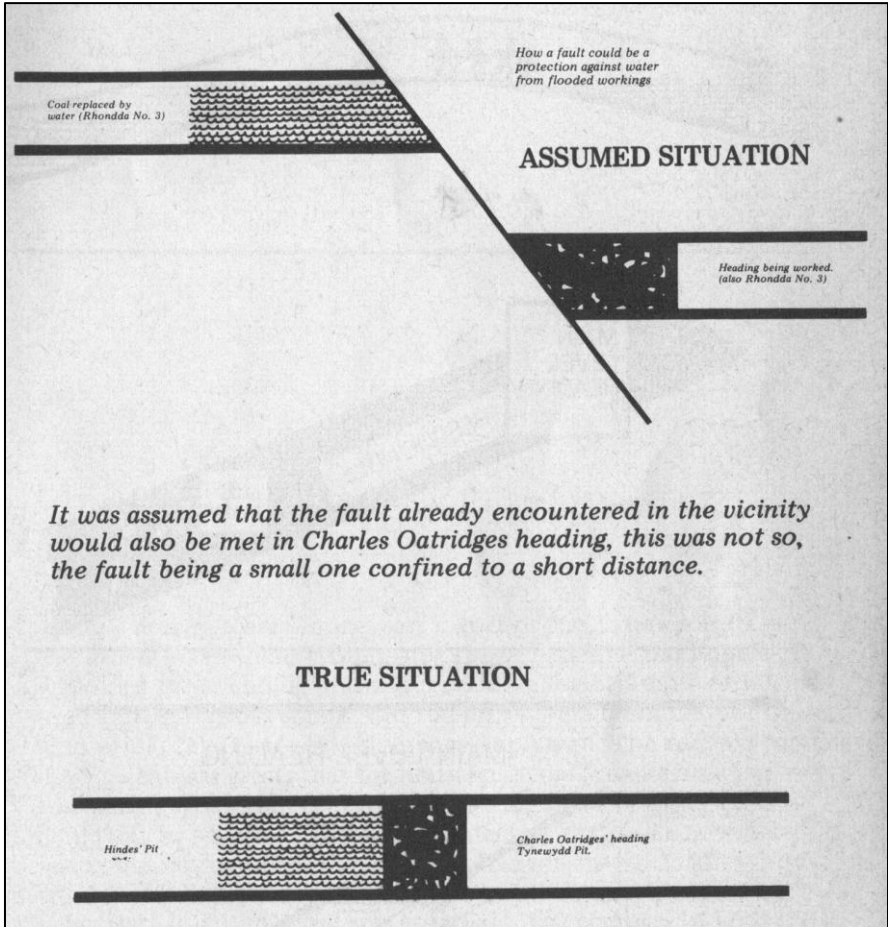 How a fault could be a
protection against water
from flooded workings
Coal replaced by
water (Rhondda No. 3)
ASSUMED SITUATION
Heading being worked.
(also Rhondda No. 3)
It was assumed that the fault already encountered in the vicinity
would also be met in Charles Oatridges heading, this was not so,
the fault being a small one confined to a short distance.
TRUE SITUATION
Hindes' Pit
Charles Oatridges' heading
Tynewydd Pit.